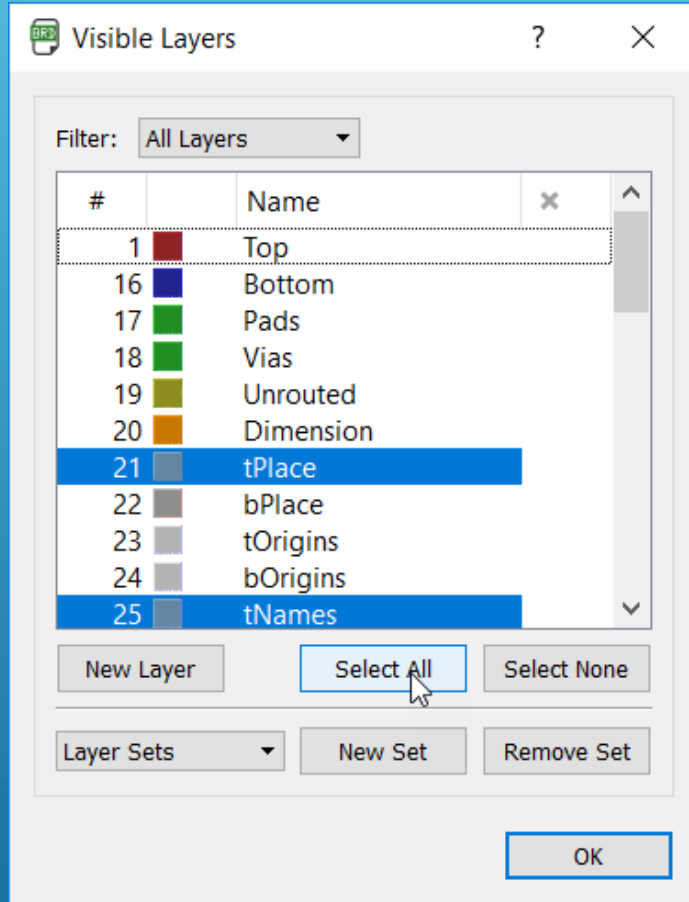 BRD
Visible Layers ?
Filter: All Layers
# Name
1 Top
16 Bottom
17 Pads
18 Vias
19 Unrouted
20 Dimension
21 tPlace
22 bPlace
23 tOrigins
24 bOrigins
25 tNames
New Layer Select All Select None
Layer Sets New Set Remove Set
OK